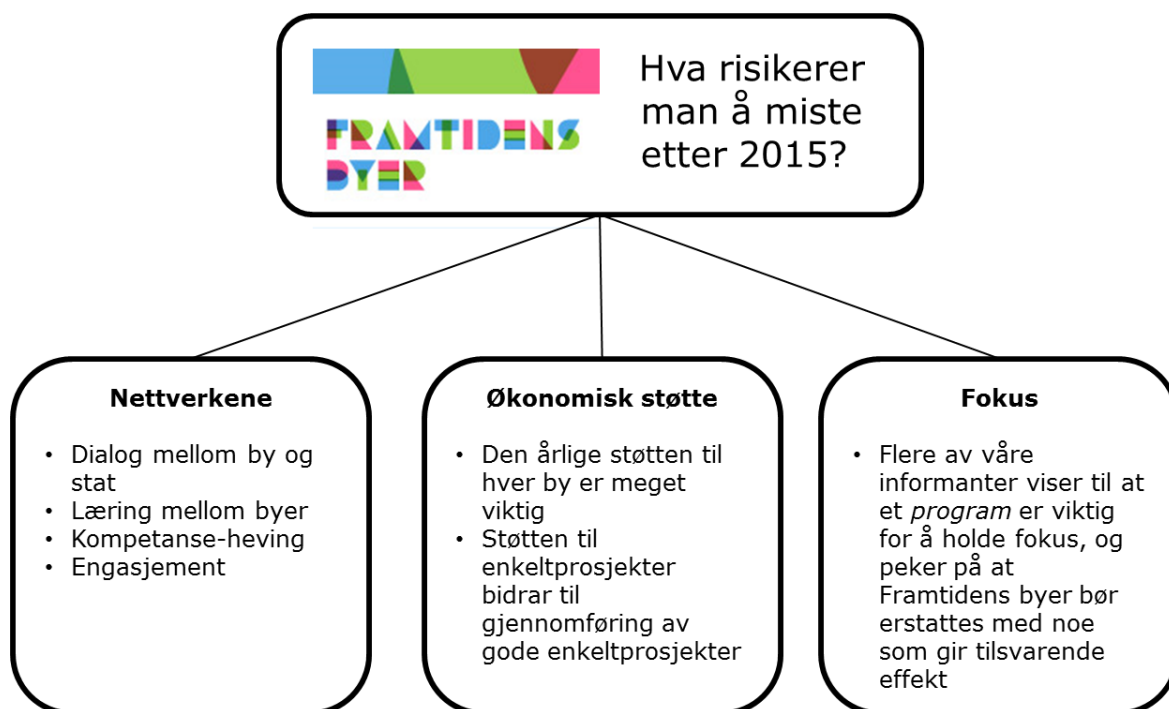 FRAMTIDENS
BYER
Hva risikerer
man å miste
etter 2015?
Nettverkene
• Dialog mellom by og
stat
• Læring mellom byer
• Kompetanse-heving
• Engasjement
Økonomisk støtte
• Den årlige støtten til
hver by er meget
viktig
• Støtten til
enkeltprosjekter
bidrar til
gjennomføring av
gode enkeltprosjekter
Fokus
• Flere av våre
informanter viser til at
et program er viktig
for å holde fokus, og
peker på at
Framtidens byer bør
erstattes med noe
som gir tilsvarende
effekt